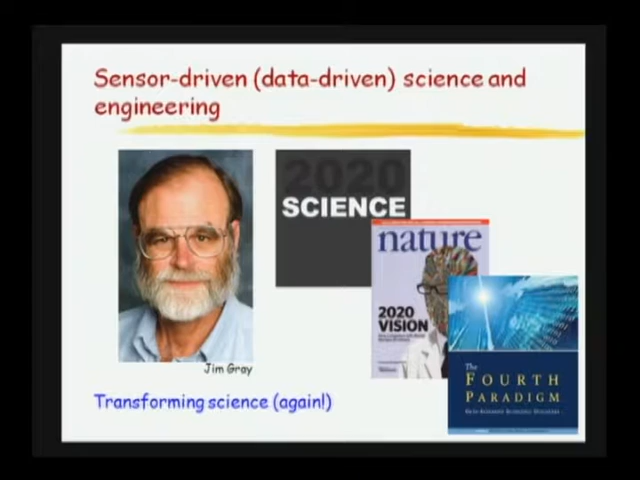 Sensor-driven (data-driven) science and
engineering
2020
SCIENCE
nature
2020
VISION
The
FOURTH
PARADIGM
Jim Gray
Transforming science (again!)